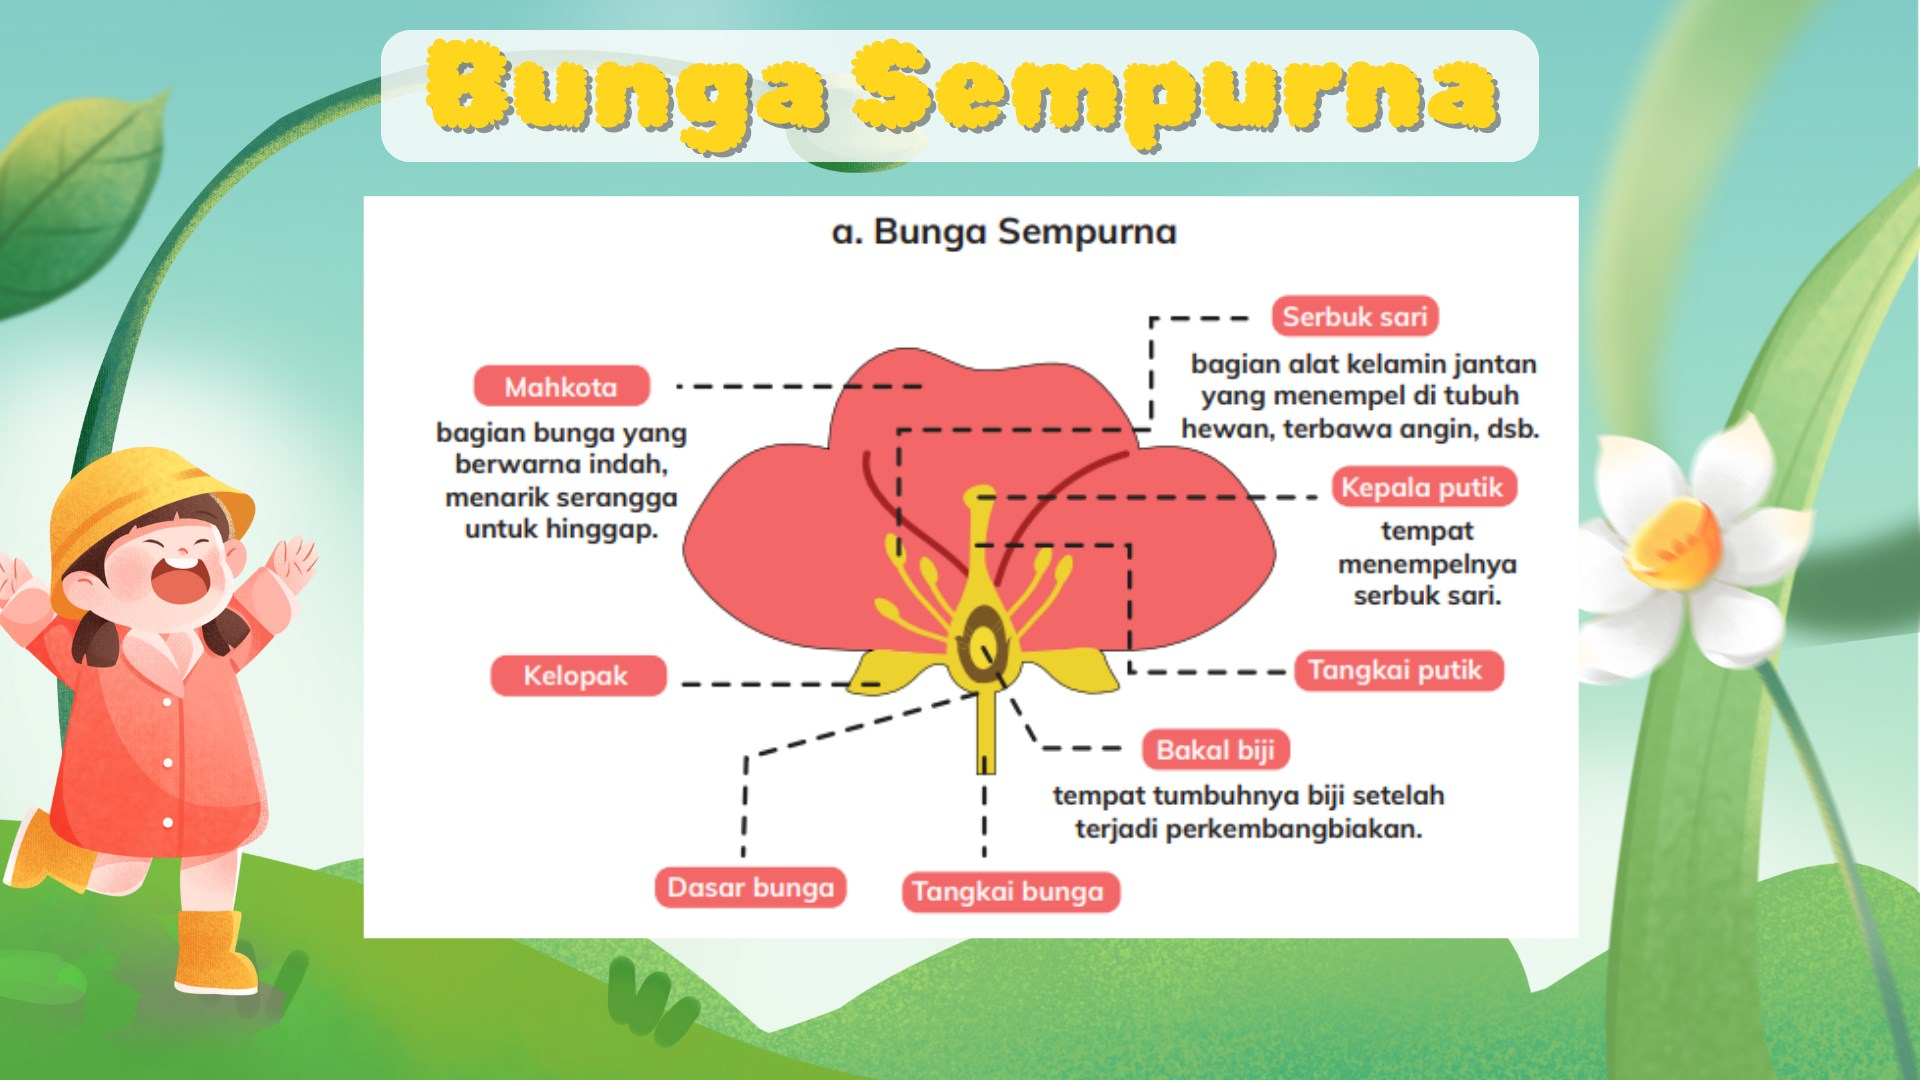 Bunga Sempurna
a. Bunga Sempurna
Serbuk sari
bagian alat kelamin jantan
yang menempel di tubuh
hewan, terbawa angin, dsb.
Mahkota
bagian bunga yang
berwarna indah,
menarik serangga
untuk hinggap.
Kepala putik
tempat
menempelnya
serbuk sari.
Kelopak
Tangkai putik
Bakal biji
tempat tumbuhnya biji setelah
terjadi perkembangbiakan.
Dasar bunga
Tangkai bunga